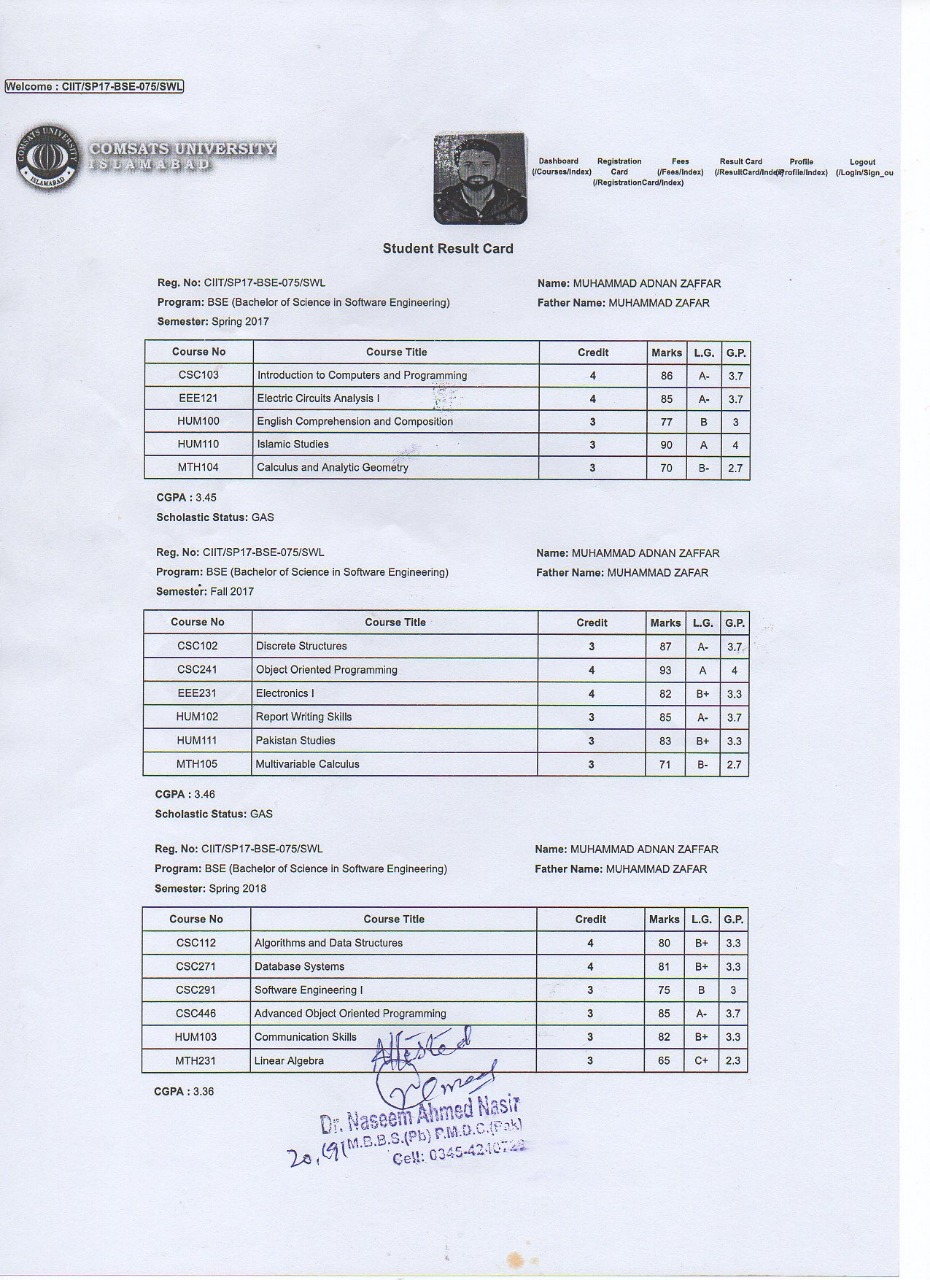 Welcome : CIIT/SP17-BSE-075/SWL
COMSATS UNIVERSITY
ISLAMABAD
COMSATS UNIVERSITY
ISLAMABAD
Dashboard Registration Fees Result Card Profile Logout
(/Courses/Index) Card (/Fees/Index) (/ResultCard/Index) (/Profile/Index) (/Login/Sign_ou
(/RegistrationCard/Index)
Student Result Card
Reg. No: CIIT/SP17-BSE-075/SWL Name: MUHAMMAD ADNAN ZAFFAR
Program: BSE (Bachelor of Science in Software Engineering) Father Name: MUHAMMAD ZAFAR
Semester: Spring 2017
Course No Course Title Credit Marks L.G. G.P.
CSC103 Introduction to Computers and Programming 4 86 A- 3.7
EEE121 Electric Circuits Analysis I 4 85 A- 3.7
HUM100 English Comprehension and Composition 3 77 B 3
HUM110 Islamic Studies 3 90 A 4
MTH104 Calculus and Analytic Geometry 3 70 B- 2.7
CGPA : 3.45
Scholastic Status: GAS
Reg. No: CIIT/SP17-BSE-075/SWL Name: MUHAMMAD ADNAN ZAFFAR
Program: BSE (Bachelor of Science in Software Engineering) Father Name: MUHAMMAD ZAFAR
Semester: Fall 2017
Course No Course Title Credit Marks L.G. G.P.
CSC102 Discrete Structures 3 87 A- 3.7
CSC241 Object Oriented Programming 4 93 A 4
EEE231 Electronics I 4 82 B+ 3.3
HUM102 Report Writing Skills 3 85 A- 3.7
HUM111 Pakistan Studies 3 83 B+ 3.3
MTH105 Multivariable Calculus 3 71 B- 2.7
CGPA : 3.46
Scholastic Status: GAS
Reg. No: CIIT/SP17-BSE-075/SWL Name: MUHAMMAD ADNAN ZAFFAR
Program: BSE (Bachelor of Science in Software Engineering) Father Name: MUHAMMAD ZAFAR
Semester: Spring 2018
Course No Course Title Credit Marks L.G. G.P.
CSC112 Algorithms and Data Structures 4 80 B+ 3.3
CSC271 Database Systems 4 81 B+ 3.3
CSC291 Software Engineering I 3 75 B 3
CSC446 Advanced Object Oriented Programming 3 85 A- 3.7
HUM103 Communication Skills 3 82 B+ 3.3
MTH231 Linear Algebra 3 65 C+ 2.3
CGPA : 3.36
Attested
Dr. Naseem Ahmed Nasir
M.B.B.S.(Pb) P.M.D.C.(Pak)
Cell: